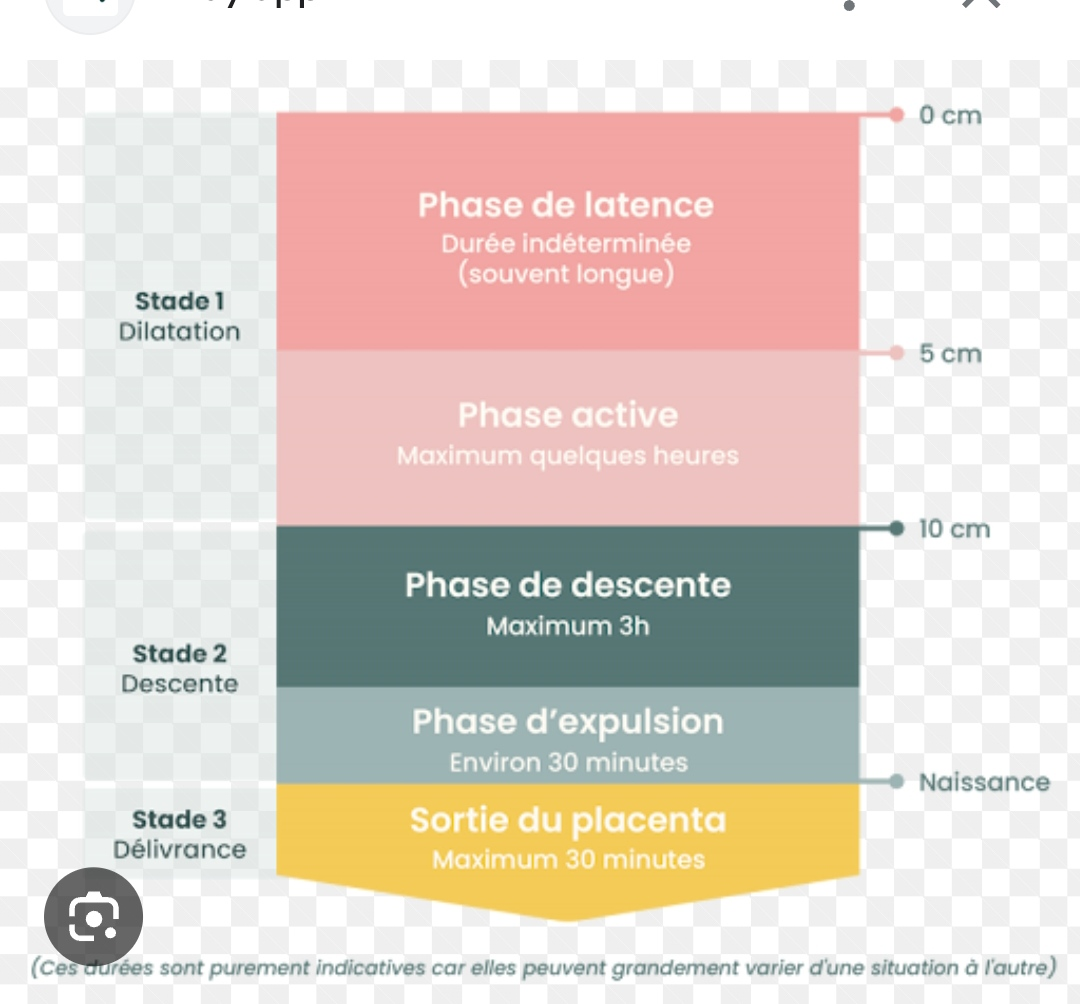 0 cm
Phase de latence
Durée indéterminée
(souvent longue)
Stade 1
Dilatation
5 cm
Phase active
Maximum quelques heures
10 cm
Phase de descente
Maximum 3h
Stade 2
Descente
Phase d'expulsion
Environ 30 minutes
Naissance
Stade 3
Délivrance
Sortie du placenta
Maximum 30 minutes
(Ces durées sont purement indicatives car elles peuvent grandement varier d'une situation à l'autre)